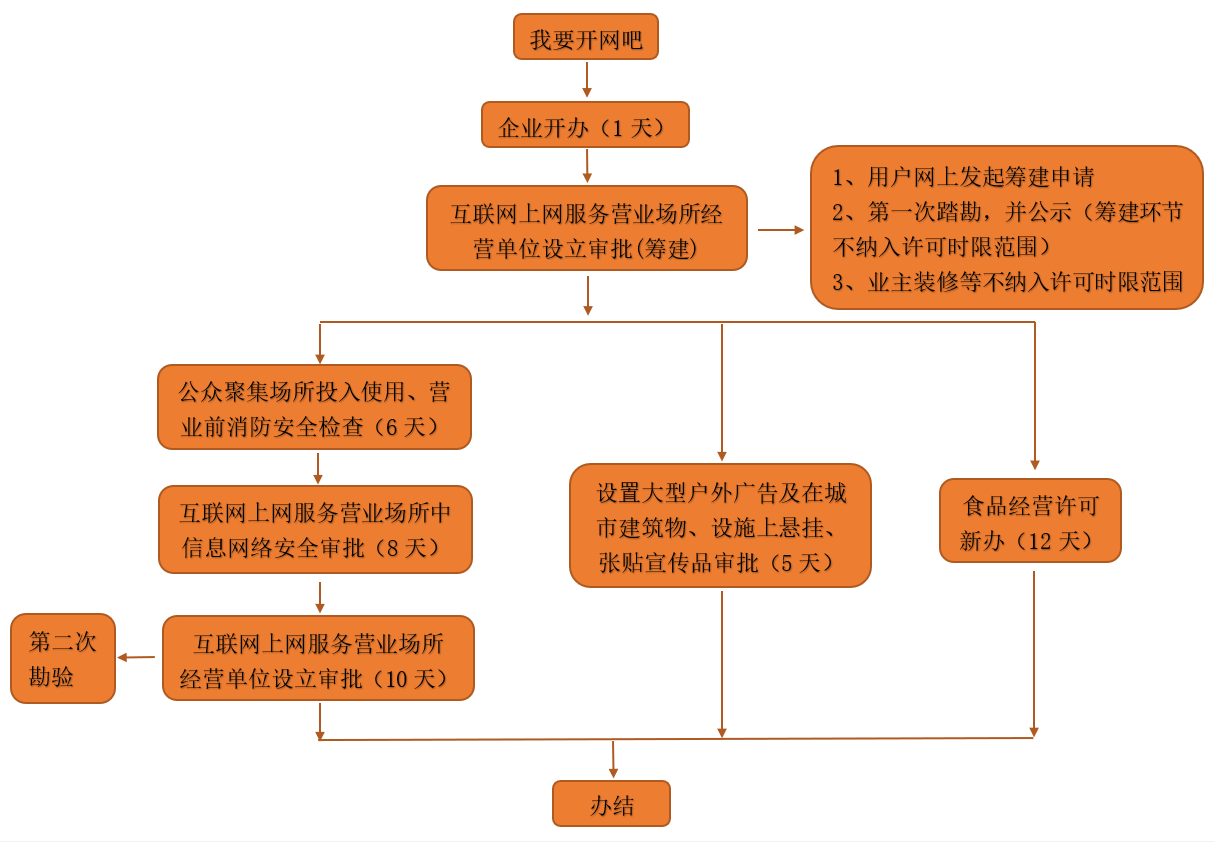 我要开网吧
企业开办（1 天）
互联网上网服务营业场所经
营单位设立审批(筹建)
1、用户网上发起筹建申请
2、第一次踏勘，并公示（筹建环节
不纳入许可时限范围）
3、业主装修等不纳入许可时限范围
公众聚集场所投入使用、营
业前消防安全检查（6 天）
互联网上网服务营业场所中
信息网络安全审批（8 天）
设置大型户外广告及在城
市建筑物、设施上悬挂、
张贴宣传品审批（5 天）
食品经营许可
新办（12 天）
第二次
勘验
互联网上网服务营业场所
经营单位设立审批（10 天）
办结